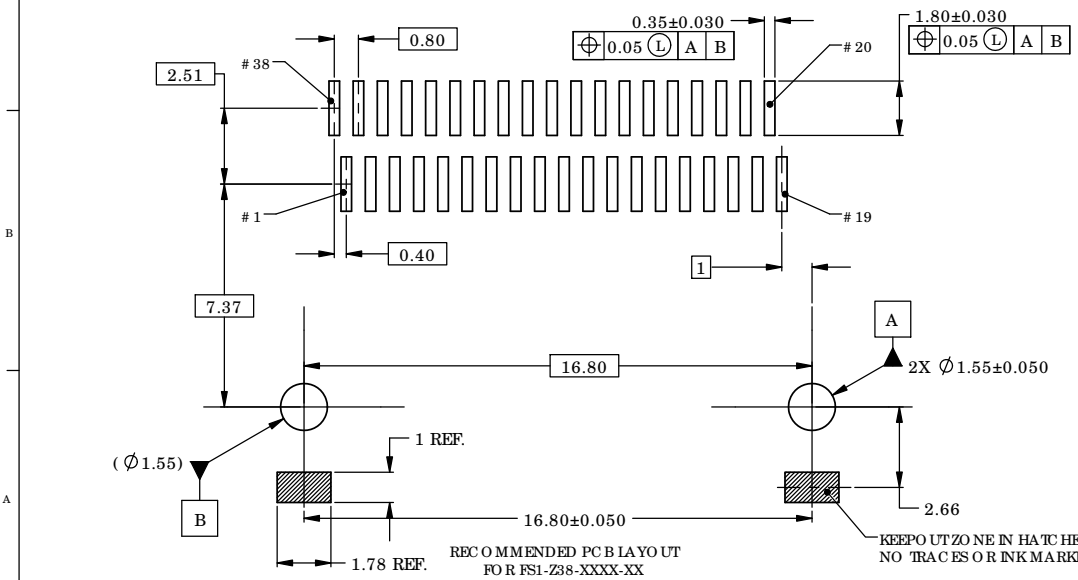 0.35±0.030
1.80±0.030
0.80
⌖ 0.05 Ⓛ A B
⌖ 0.05 Ⓛ A B
#38
#20
2.51
#1
#19
B
0.40
1
7.37
A
16.80
2X Ø1.55±0.050
1 REF.
(Ø1.55)
A
B
2.66
16.80±0.050
KEEPOUT ZONE IN HATCHE
1.78 REF.
RECOMMENDED PCB LAYOUT
NO TRACES OR INK MARK
FOR FS1-Z38-XXXX-XX